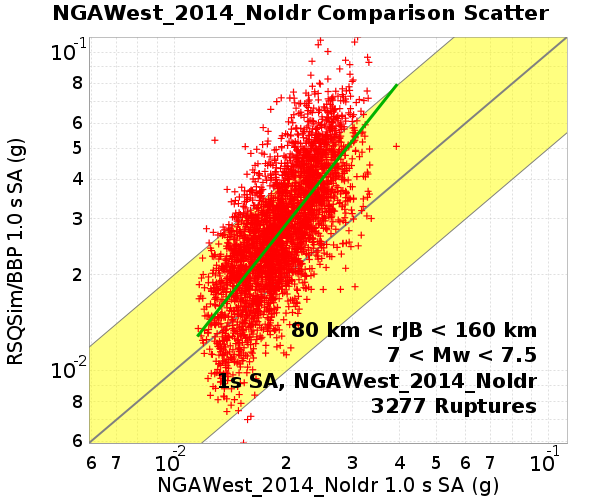 NGAWest_2014_NoIdr Comparison Scatter
RSQSim/BBP 1.0 s SA (g)
10-1
8
6
5
4
3
2
10-2
8
6
80 km < rJB < 160 km
7 < Mw < 7.5
1s SA, NGAWest_2014_NoIdr
3277 Ruptures
6 7 10-2 2 3 4 5 6 7 10-1
NGAWest_2014_NoIdr 1.0 s SA (g)